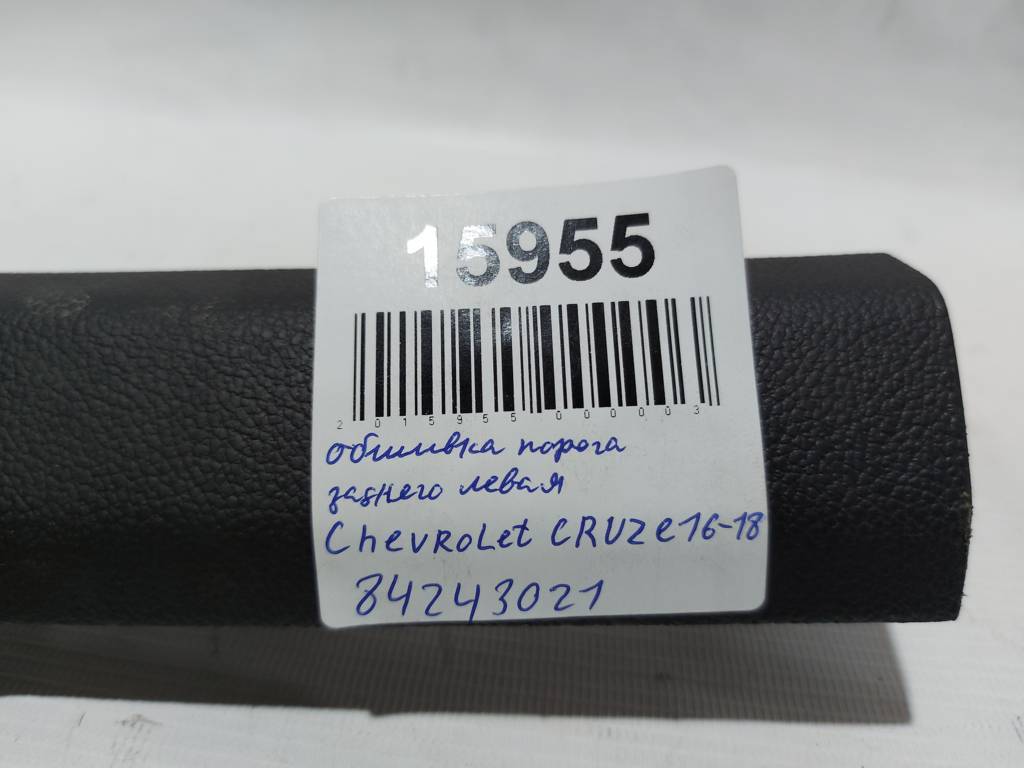 15955
2015955000003
обшивка порога
заднего левая
Chevrolet CRUZe16-18
84243021